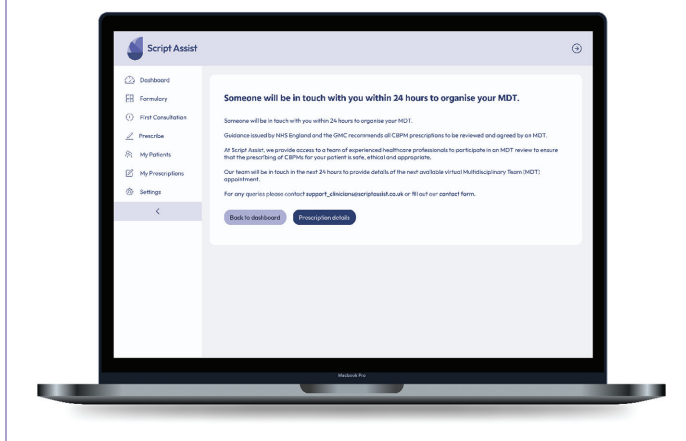 Script Assist
Dashboard
Formulary
First Consultation
Prescribe
My Patients
My Prescriptions
Settings
Someone will be in touch with you within 24 hours to organise your MDT.
Someone will be in touch with you within 24 hours to organise your MDT.
Guidance issued by NHS England and the GMC recommends all CBPM prescriptions to be reviewed and agreed by an MDT.
At Script Assist, we provide access to a team of experienced healthcare professionals to participate in an MDT review to ensure
that the prescribing of CBPMs for your patient is safe, ethical and appropriate.
Our team will be in touch in the next 24 hours to provide details of the next available virtual Multidisciplinary Team (MDT)
appointment.
For any queries please contact support_clinicians@scriptassist.co.uk or fill out our contact form.
Back to dashboard
Prescription details
Macbook Pro